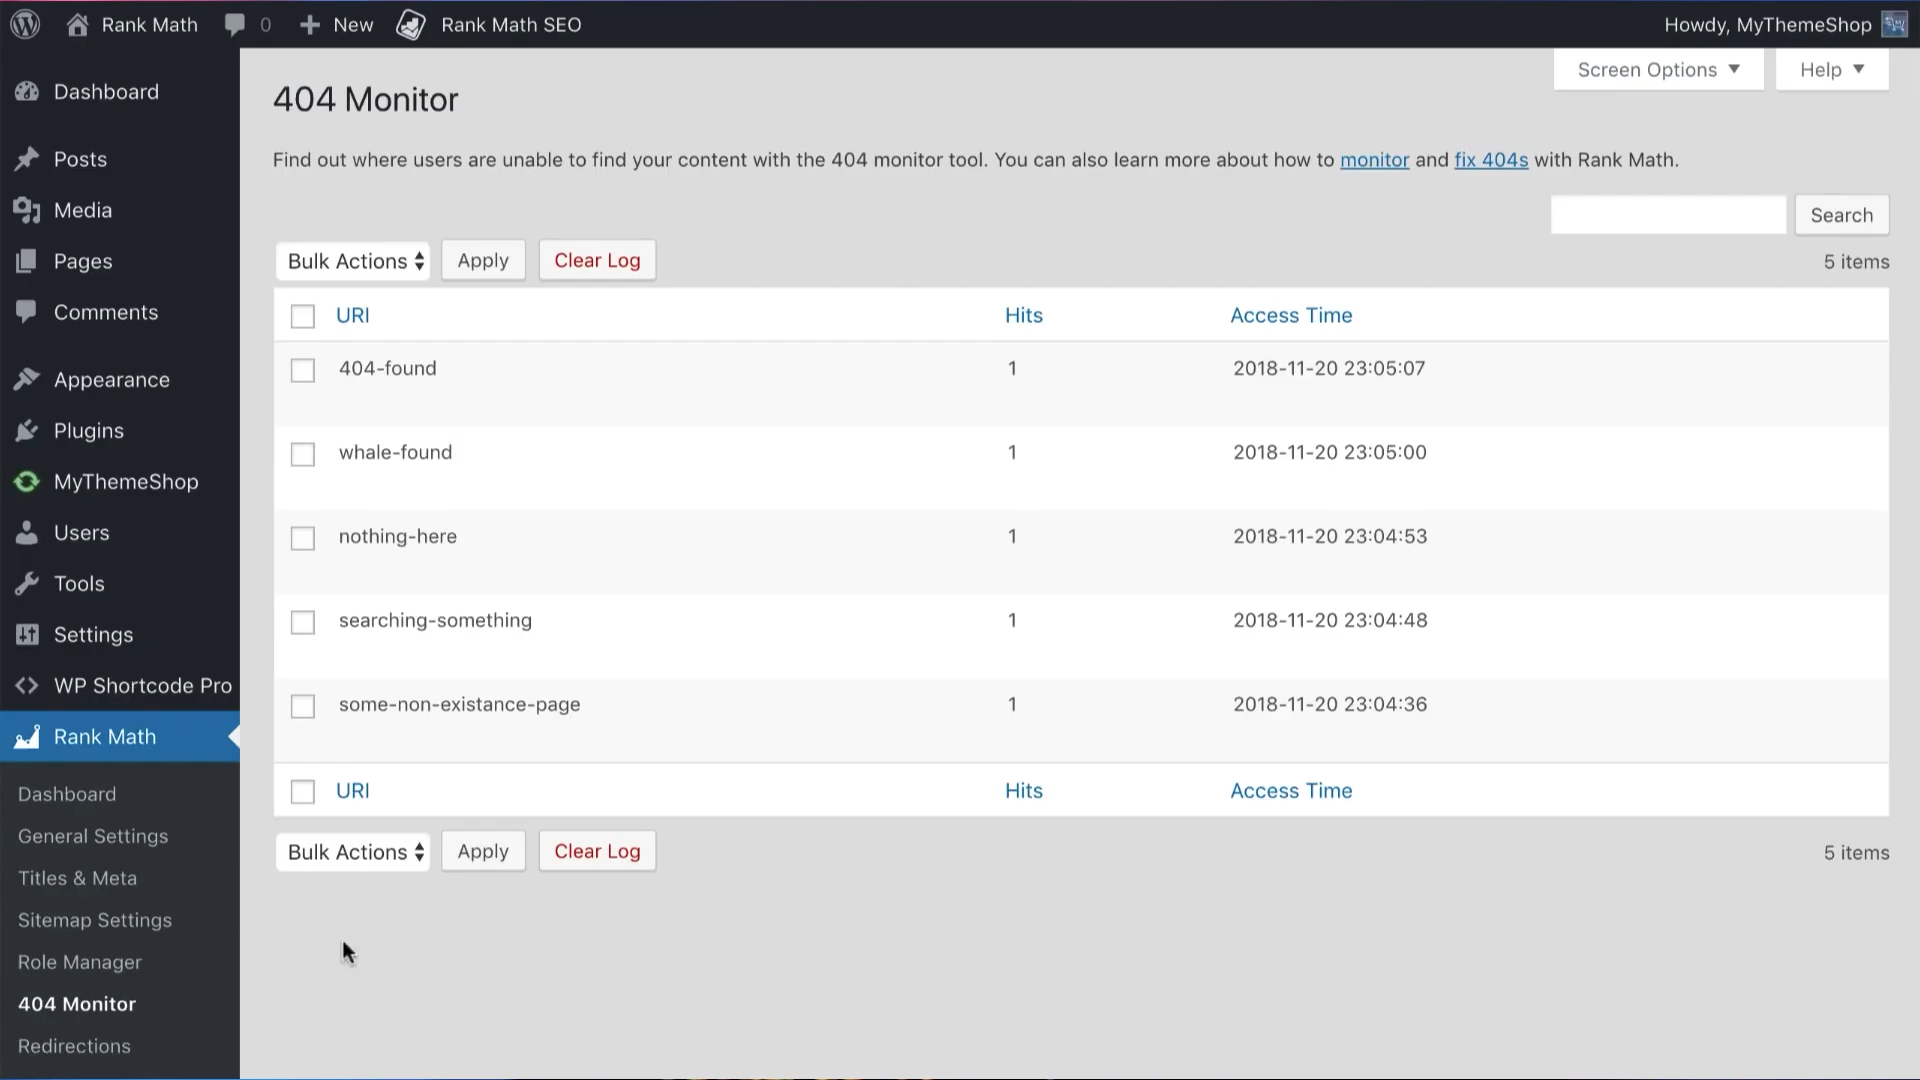 Rank Math 0 New Rank Math SEO Howdy, MyThemeShop
Dashboard
Posts
Media
Pages
Comments
Appearance
Plugins
MyThemeShop
Users
Tools
Settings
WP Shortcode Pro
Rank Math
Dashboard
General Settings
Titles & Meta
Sitemap Settings
Role Manager
404 Monitor
Redirections
Screen Options Help
404 Monitor
Find out where users are unable to find your content with the 404 monitor tool. You can also learn more about how to monitor and fix 404s with Rank Math.
Search
Bulk Actions Apply Clear Log 5 items
URI Hits Access Time
404-found 1 2018-11-20 23:05:07
whale-found 1 2018-11-20 23:05:00
nothing-here 1 2018-11-20 23:04:53
searching-something 1 2018-11-20 23:04:48
some-non-existance-page 1 2018-11-20 23:04:36
URI Hits Access Time
Bulk Actions Apply Clear Log 5 items